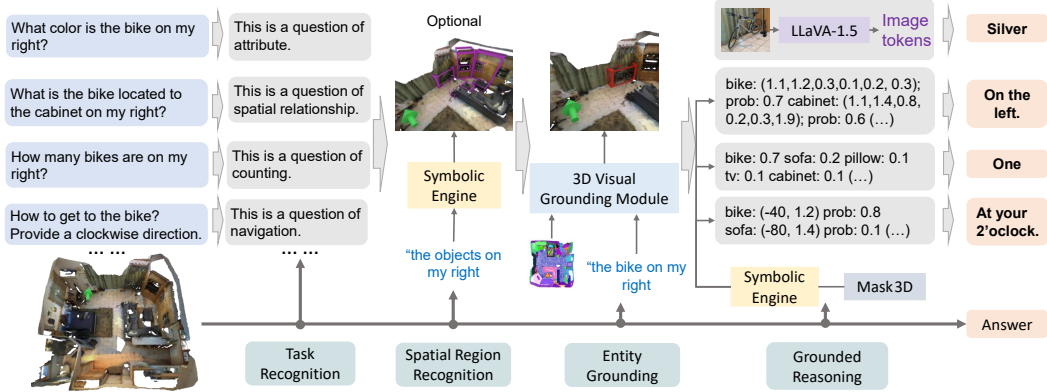 What color is the bike on my
right?
This is a question of
attribute.
What is the bike located to
the cabinet on my right?
This is a question of
spatial relationship.
How many bikes are on my
right?
This is a question of
counting.
How to get to the bike?
Provide a clockwise direction.
This is a question of
navigation.
... ...
... ...
Optional
Symbolic
Engine
“the objects on
my right
3D Visual
Grounding Module
“the bike on my
right
LLaVA-1.5
Image
tokens
Silver
bike: (1.1,1.2,0.3,0.1,0.2, 0.3);
prob: 0.7 cabinet: (1.1,1.4,0.8,
0.2,0.3,1.9); prob: 0.6 (…)
On the
left.
bike: 0.7 sofa: 0.2 pillow: 0.1
tv: 0.1 cabinet: 0.1 (…)
One
bike: (-40, 1.2) prob: 0.8
sofa: (-80, 1.4) prob: 0.1 (…)
At your
2’oclock.
Symbolic
Engine
Mask3D
Answer
Task
Recognition
Spatial Region
Recognition
Entity
Grounding
Grounded
Reasoning